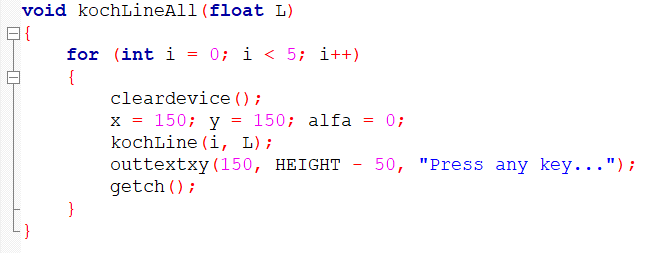 void kochLineAll(float L)
{
    for (int i = 0; i < 5; i++)
    {
        cleardevice();
        x = 150; y = 150; alfa = 0;
        kochLine(i, L);
        outtextxy(150, HEIGHT - 50, "Press any key...");
        getch();
    }
}